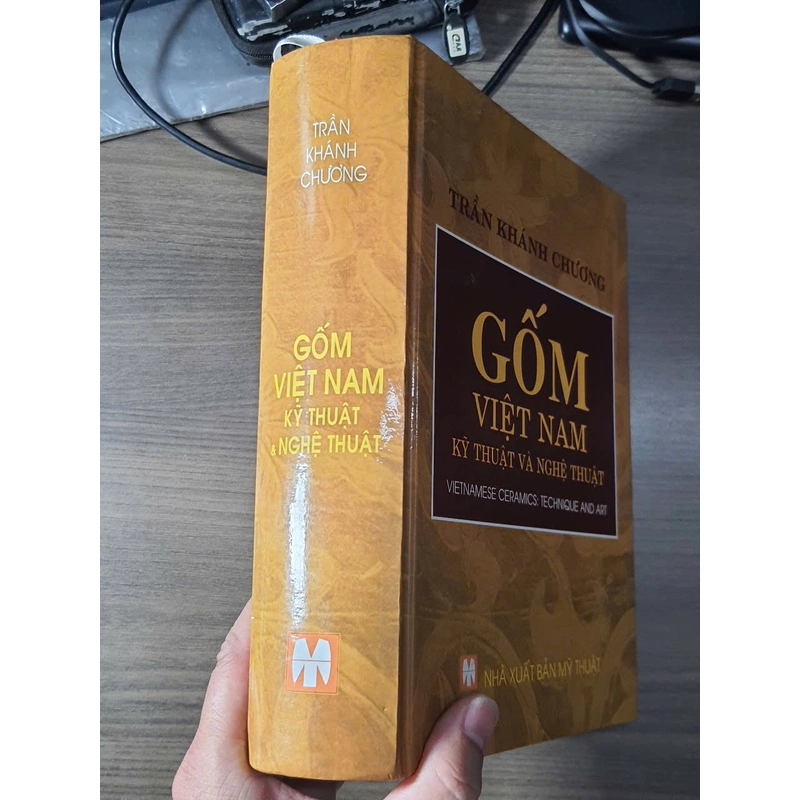 TRẦN
KHÁNH
CHƯƠNG
GỐM
VIỆT NAM
KỸ THUẬT
& NGHỆ THUẬT
TRẦN KHÁNH CHƯƠNG
GỐM
VIỆT NAM
KỸ THUẬT VÀ NGHỆ THUẬT
VIETNAMESE CERAMICS: TECHNIQUE AND ART
NHÀ XUẤT BẢN MỸ THUẬT